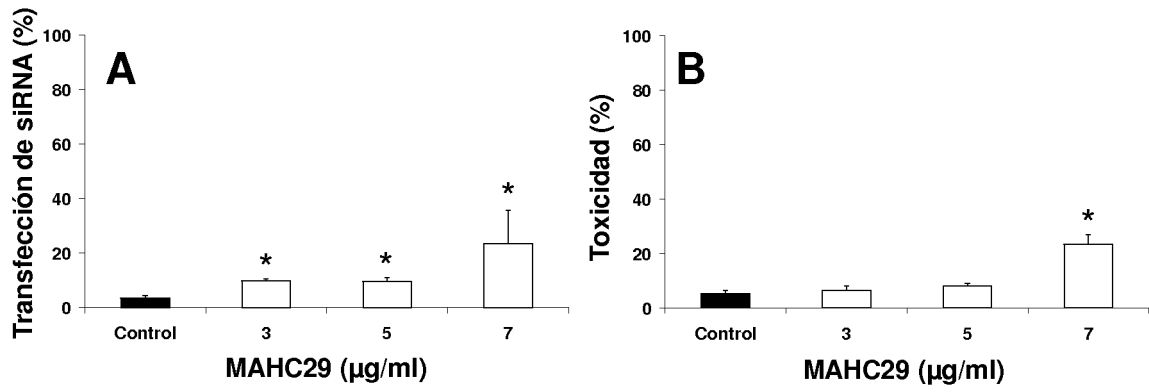 A
Transfección de siRNA (%)
100
80
60
40
20
0
*
*
*
Control
3
5
7
MAHC29 (µg/ml)
B
Toxicidad (%)
100
80
60
40
20
0
*
Control
3
5
7
MAHC29 (µg/ml)